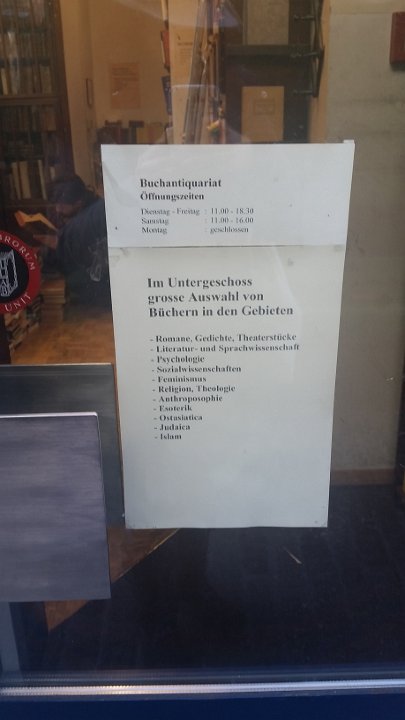 Buchantiquariat
Öffnungszeiten
Dienstag - Freitag : 11.00 - 18.30
Samstag : 11.00 - 16.00
Montag : geschlossen
Im Untergeschoss
grosse Auswahl von
Büchern in den Gebieten
- Romane, Gedichte, Theaterstücke
- Literatur- und Sprachwissenschaft
- Psychologie
- Sozialwissenschaften
- Feminismus
- Religion, Theologie
- Anthroposophie
- Esoterik
- Ostasiatica
- Judaica
- Islam